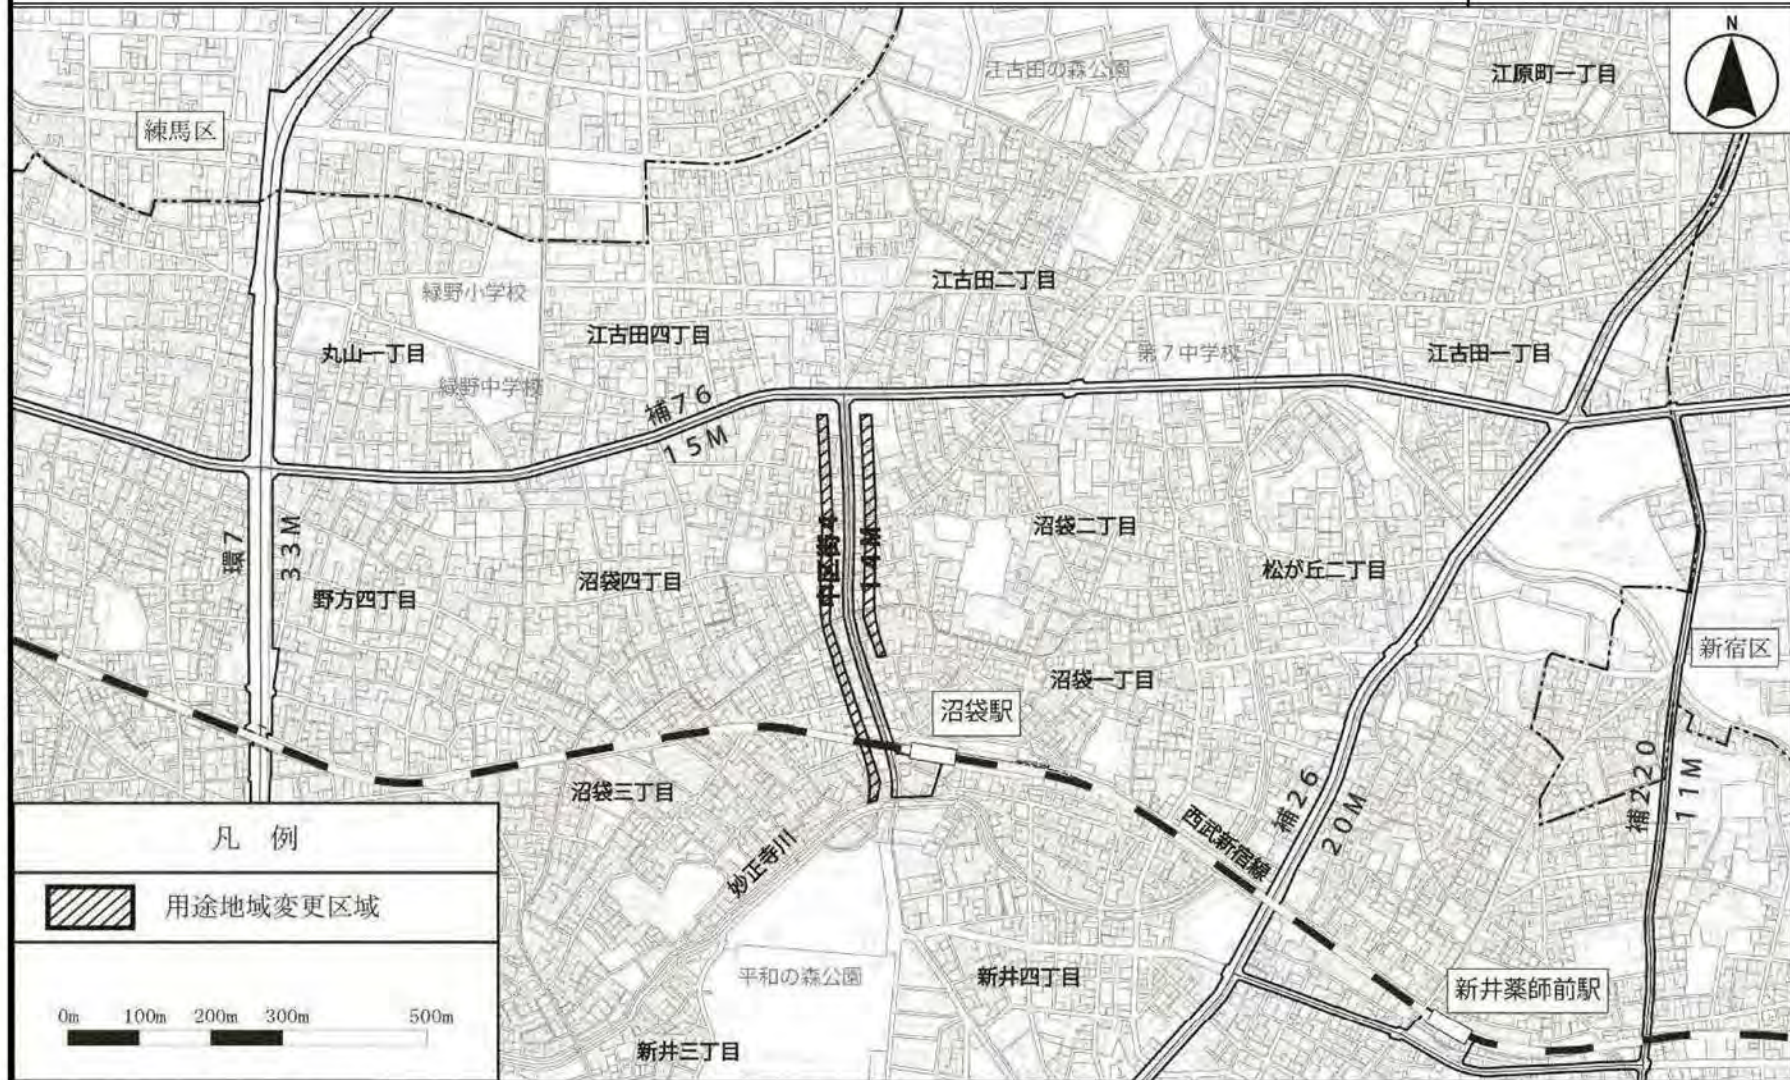 N
江古田の森公園
江原町一丁目
練馬区
緑野小学校
江古田二丁目
江古田四丁目
丸山一丁目
第7中学校
江古田一丁目
緑野中学校
補76
15M
環7
33M
中区街4
14M
沼袋二丁目
野方四丁目
沼袋四丁目
松が丘二丁目
新宿区
沼袋一丁目
沼袋駅
沼袋三丁目
補26
20M
補220
11M
西武新宿線
妙正寺川
凡 例
用途地域変更区域
平和の森公園
新井四丁目
新井薬師前駅
0m 100m 200m 300m 500m
新井三丁目